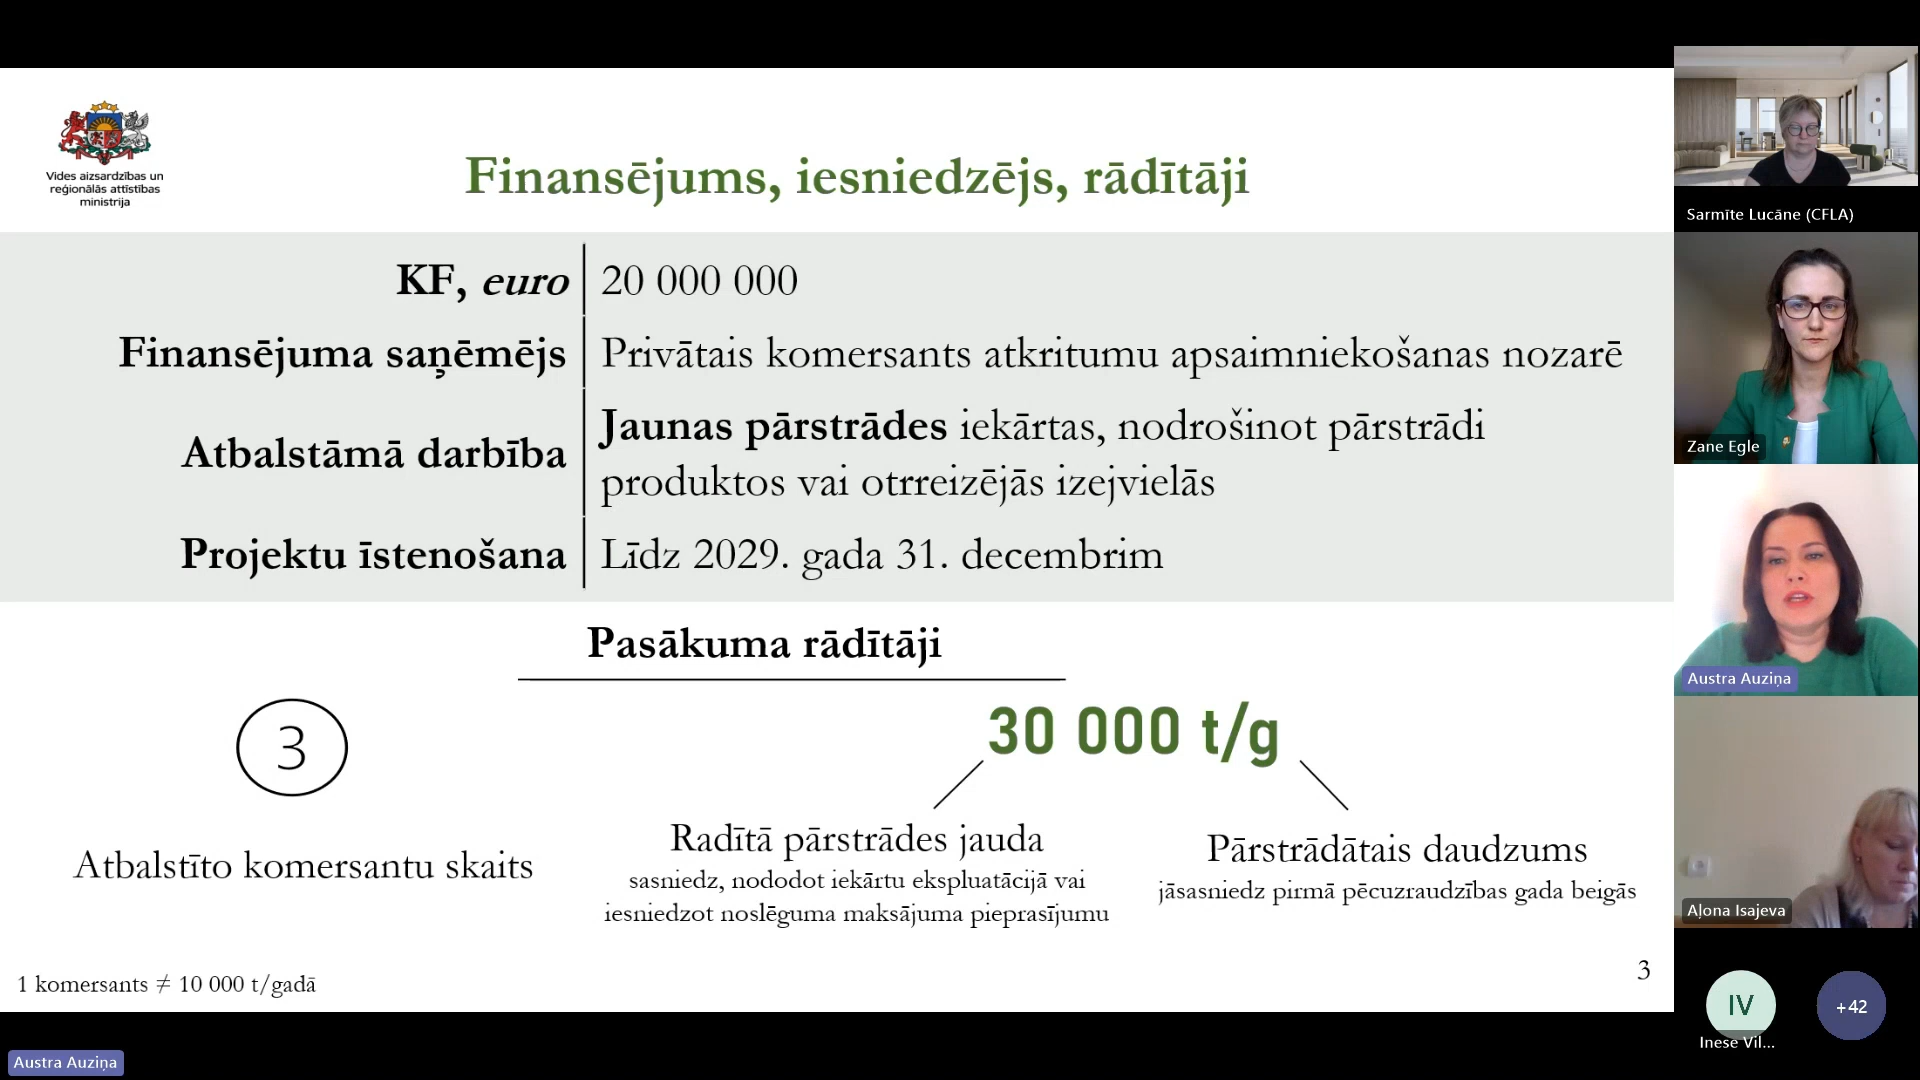 Vides aizsardzības un
reģionālās attīstības
ministrija
Finansējums, iesniedzējs, rādītāji
KF, euro
20 000 000
Finansējuma saņēmējs
Privātais komersants atkritumu apsaimniekošanas nozarē
Atbalstāmā darbība
Jaunas pārstrādes iekārtas, nodrošinot pārstrādi
produktos vai otrreizējās izejvielās
Projektu īstenošana
Līdz 2029. gada 31. decembrim
Pasākuma rādītāji
3
Atbalstīto komersantu skaits
30 000 t/g
Radītā pārstrādes jauda
sasniedz, nododot iekārtu ekspluatācijā vai
iesniedzot noslēguma maksājuma pieprasījumu
Pārstrādātais daudzums
jāsasniedz pirmā pēcuzraudzības gada beigās
1 komersants ≠ 10 000 t/gadā
3
Sarmīte Lucāne (CFLA)
Zane Egle
Austra Auziņa
Aļona Isajeva
IV
Inese Vil...
+42
Austra Auziņa